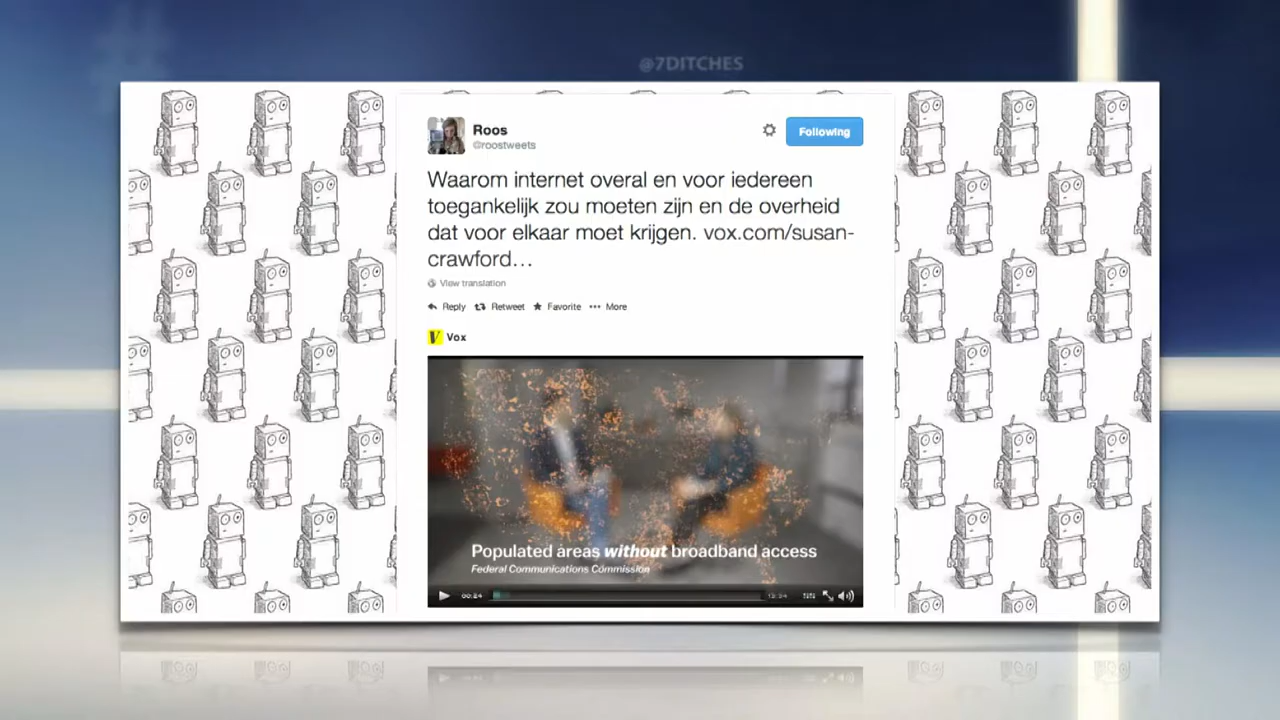 @7DITCHES
Roos
@roostweets
Following
Waarom internet overal en voor iedereen
toegankelijk zou moeten zijn en de overheid
dat voor elkaar moet krijgen. vox.com/susan-
crawford…
View translation
Reply Retweet Favorite More
V Vox
Populated areas without broadband access
Federal Communications Commission
00:24